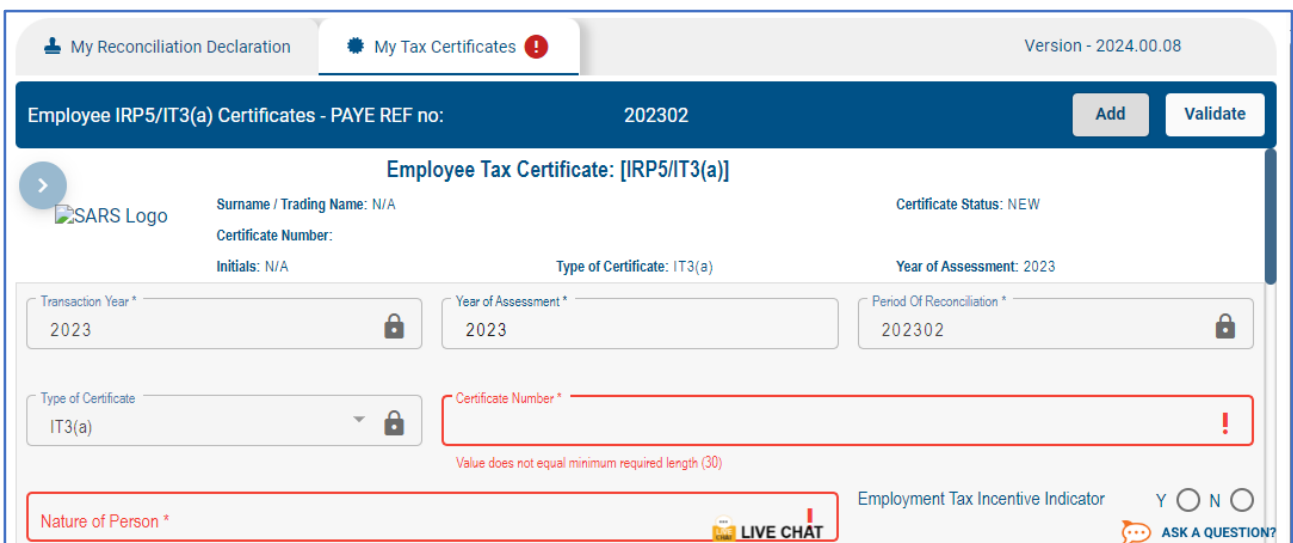 My Reconciliation Declaration My Tax Certificates ! Version - 2024.00.08
Employee IRP5/IT3(a) Certificates - PAYE REF no: 202302 Add Validate
Employee Tax Certificate: [IRP5/IT3(a)]
SARS Logo
Surname / Trading Name: N/A Certificate Status: NEW
Certificate Number:
Initials: N/A Type of Certificate: IT3(a) Year of Assessment: 2023
Transaction Year * Year of Assessment * Period Of Reconciliation *
2023 2023 202302
Type of Certificate Certificate Number *
IT3(a) !
Value does not equal minimum required length (30)
Employment Tax Incentive Indicator Y N
Nature of Person * !
CHAT LIVE CHAT ASK A QUESTION?